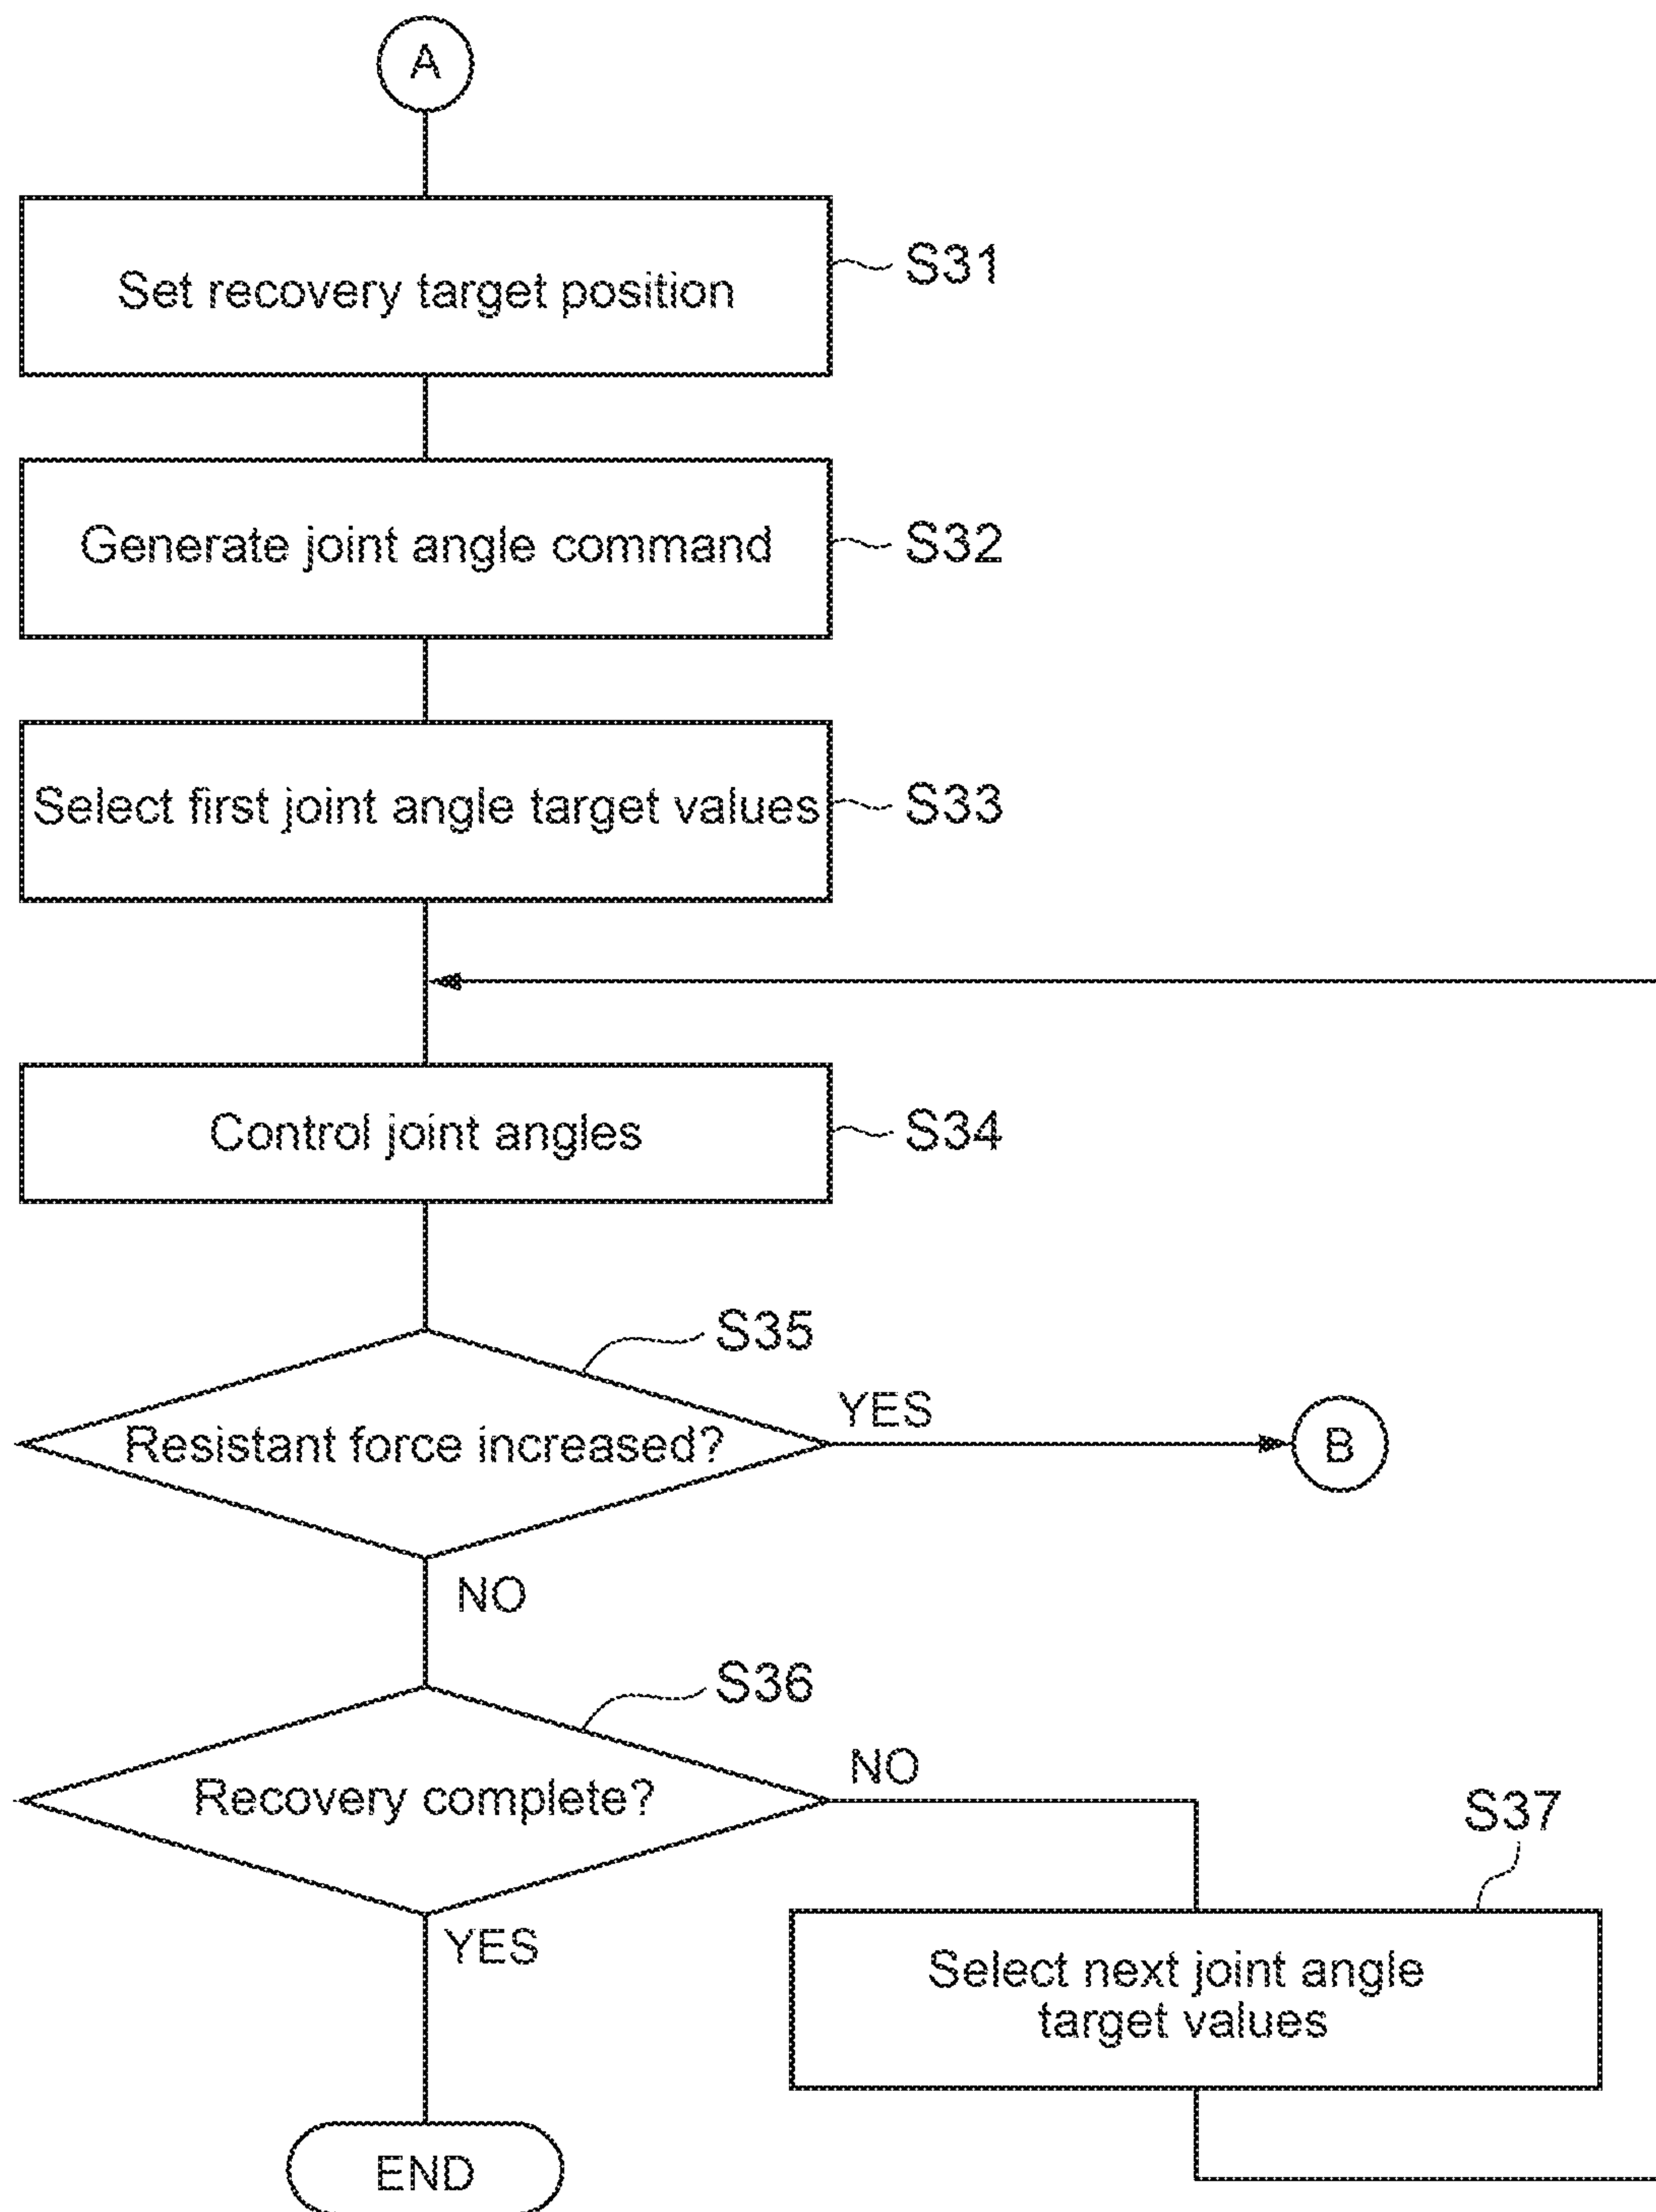 A
Set recovery target position
S31
Generate joint angle command
S32
Select first joint angle target values
S33
Control joint angles
S34
S35
Resistant force increased?
YES
B
NO
S36
Recovery complete?
NO
S37
YES
Select next joint angle
target values
END